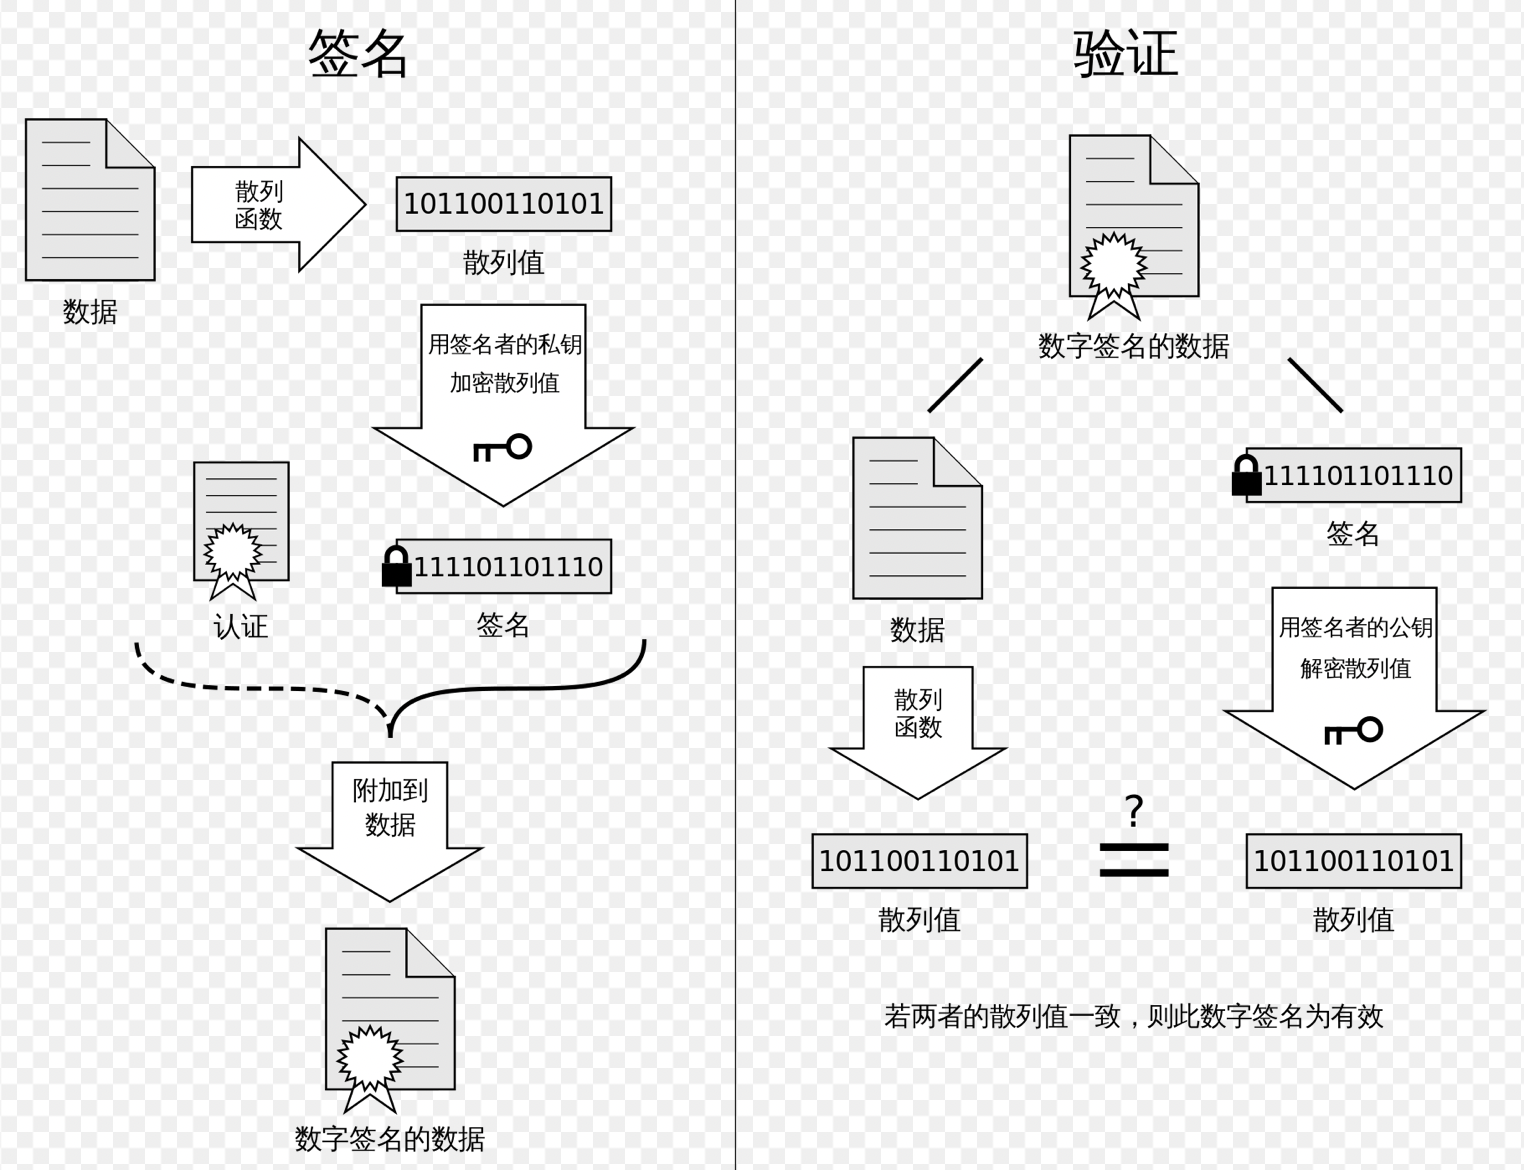 签名
散列
函数
101100110101
散列值
数据
用签名者的私钥
加密散列值
111101101110
认证
签名
附加到
数据
数字签名的数据
验证
数字签名的数据
111101101110
签名
数据
用签名者的公钥
解密散列值
散列
函数
?
101100110101
101100110101
散列值
散列值
若两者的散列值一致，则此数字签名为有效